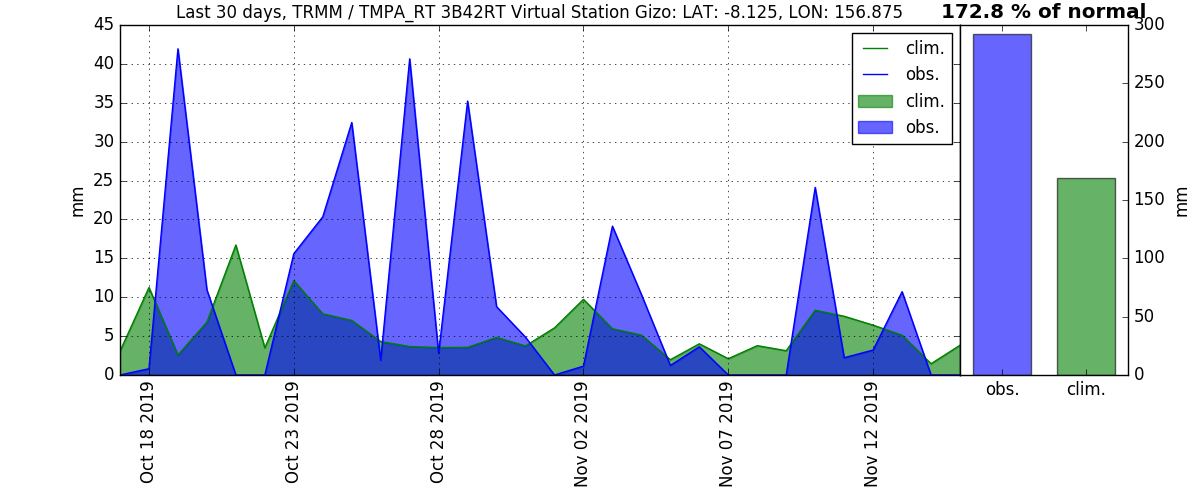 Last 30 days, TRMM / TMPA_RT 3B42RT Virtual Station Gizo: LAT: -8.125, LON: 156.875
172.8 % of normal
45
40
35
30
25
20
15
10
5
0
mm
clim.
obs.
clim.
obs.
Oct 18 2019
Oct 23 2019
Oct 28 2019
Nov 02 2019
Nov 07 2019
Nov 12 2019
300
250
200
150
100
50
0
mm
obs.
clim.